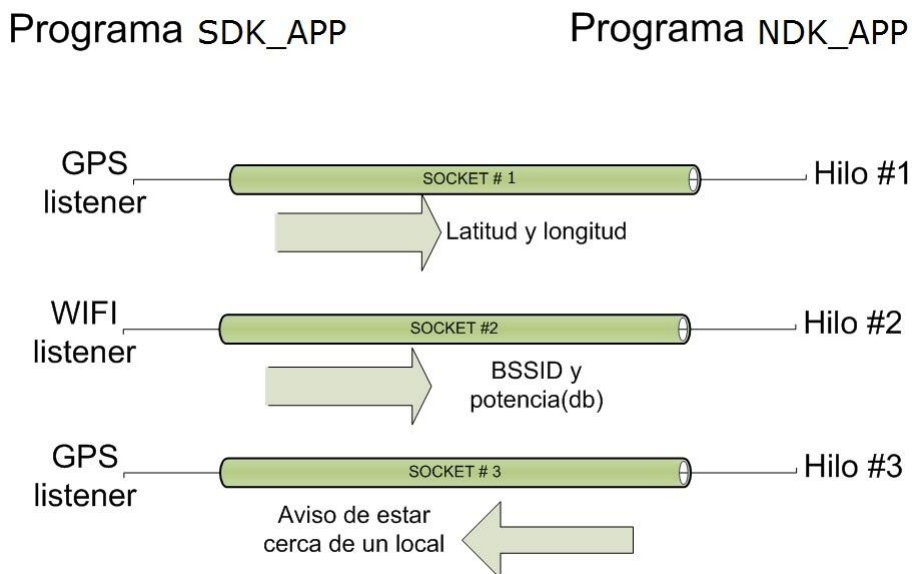 Programa SDK_APP
Programa NDK_APP
GPS
listener
SOCKET # 1
Hilo #1
Latitud y longitud
WIFI
listener
SOCKET #2
Hilo #2
BSSID y
potencia(db)
GPS
listener
SOCKET # 3
Hilo #3
Aviso de estar
cerca de un local